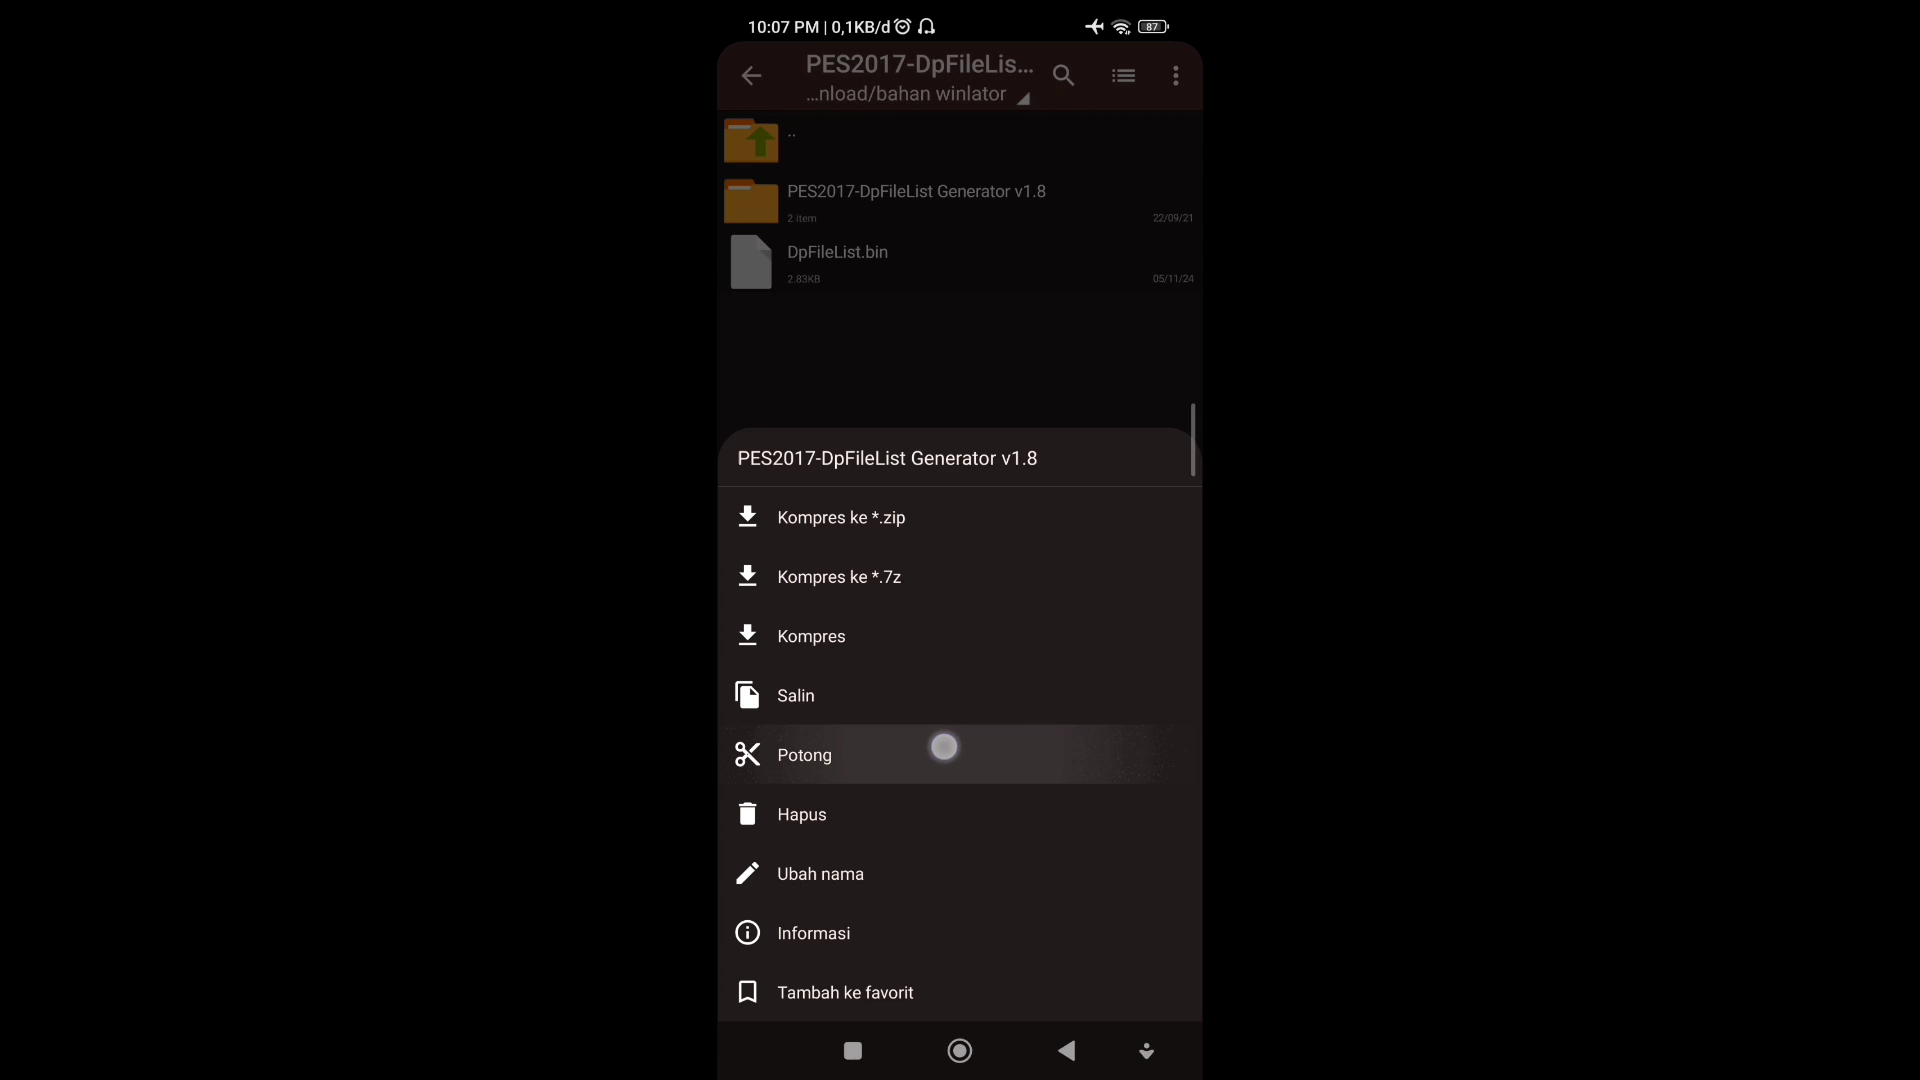 10:07 PM | 0,1KB/d
87
PES2017-DpFileLis...
...nload/bahan winlator
..
PES2017-DpFileList Generator v1.8
2 item
22/09/21
DpFileList.bin
2.83KB
05/11/24
PES2017-DpFileList Generator v1.8
Kompres ke *.zip
Kompres ke *.7z
Kompres
Salin
Potong
Hapus
Ubah nama
Informasi
Tambah ke favorit